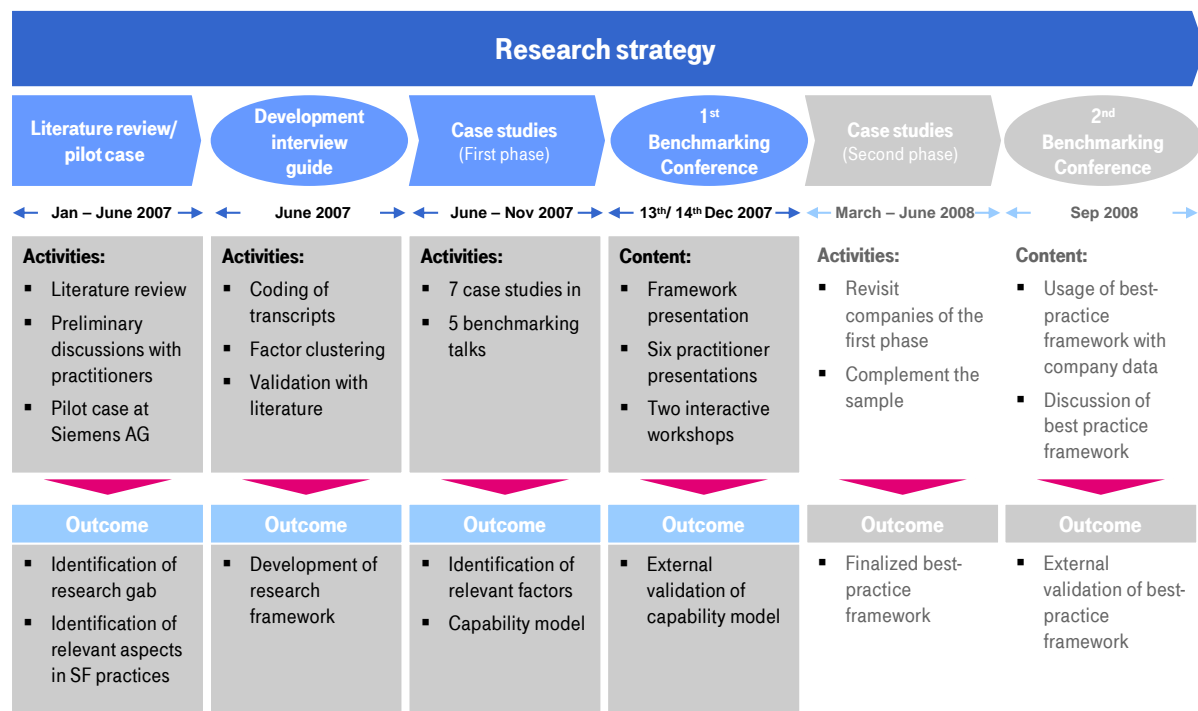 Research strategy
Literature review/
pilot case
Development
interview
guide
Case studies
(First phase)
1st
Benchmarking
Conference
Case studies
(Second phase)
2nd
Benchmarking
Conference
Jan – June 2007
June 2007
June – Nov 2007
13th/ 14th Dec 2007
March – June 2008
Sep 2008
Activities:
▪ Literature review
▪ Preliminary
discussions with
practitioners
▪ Pilot case at
Siemens AG
Activities:
▪ Coding of
transcripts
▪ Factor clustering
▪ Validation with
literature
Activities:
▪ 7 case studies in
▪ 5 benchmarking
talks
Content:
▪ Framework
presentation
▪ Six practitioner
presentations
▪ Two interactive
workshops
Activities:
▪ Revisit
companies of the
first phase
▪ Complement the
sample
Content:
▪ Usage of best-
practice
framework with
company data
▪ Discussion of
best practice
framework
Outcome
▪ Identification of
research gab
▪ Identification of
relevant aspects
in SF practices
Outcome
▪ Development of
research
framework
Outcome
▪ Identification of
relevant factors
▪ Capability model
Outcome
▪ External
validation of
capability model
Outcome
▪ Finalized best-
practice
framework
Outcome
▪ External
validation of best-
practice
framework